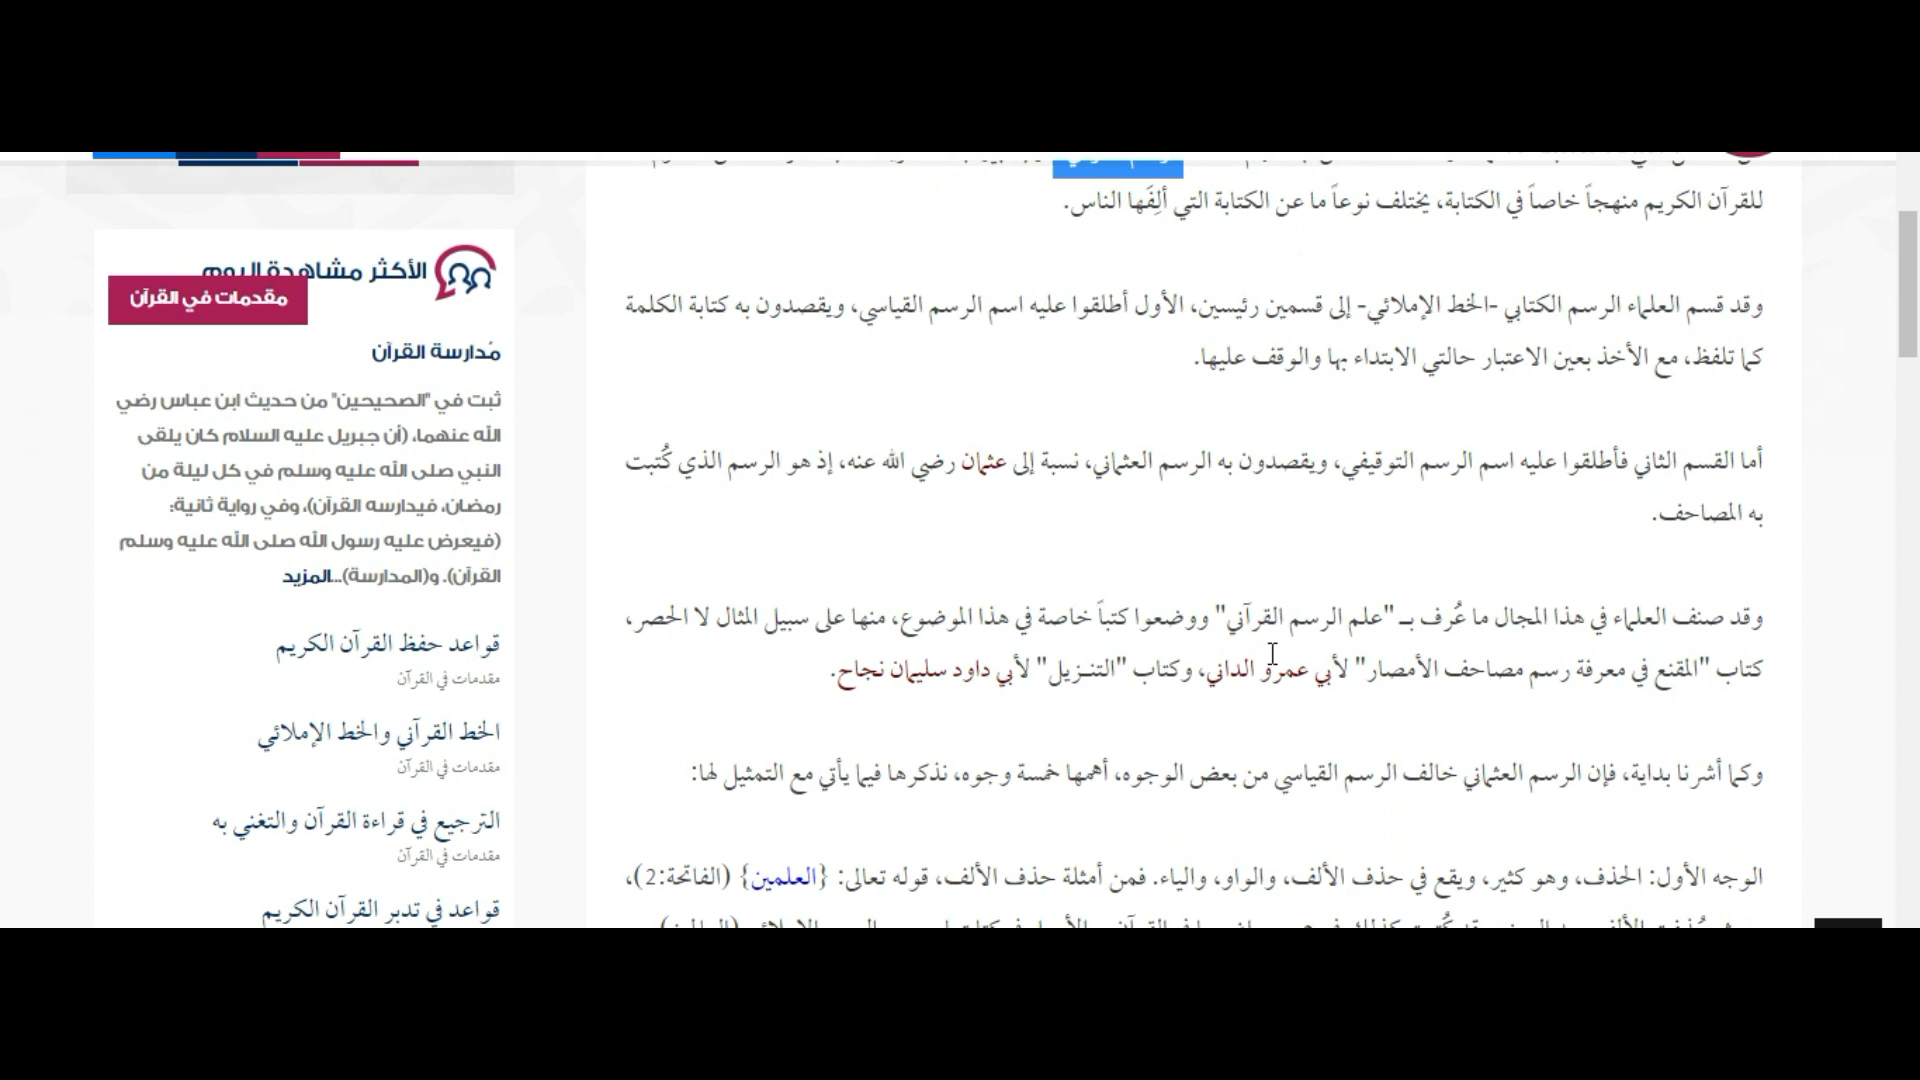 للقرآن الكريم منهجاً خاصاً في الكتابة، يختلف نوعاً ما عن الكتابة التي ألِفَها الناس.
وقد قسم العلماء الرسم الكتابي -الخط الإملائي- إلى قسمين رئيسين، الأول أطلقوا عليه اسم الرسم القياسي، ويقصدون به كتابة الكلمة
كما تلفظ، مع الأخذ بعين الاعتبار حالتي الابتداء بها والوقف عليها.
أما القسم الثاني فأطلقوا عليه اسم الرسم التوقيفي، ويقصدون به الرسم العثماني، نسبة إلى عثمان رضي الله عنه، إذ هو الرسم الذي كُتبت
به المصاحف.
وقد صنف العلماء في هذا المجال ما عُرف بـ "علم الرسم القرآني" ووضعوا كتباً خاصة في هذا الموضوع، منها على سبيل المثال لا الحصر،
كتاب "المقنع في معرفة رسم مصاحف الأمصار" لأبي عمرو الداني، وكتاب "التنـزيل" لأبي داود سليمان نجاح.
وكما أشرنا بداية، فإن الرسم العثماني خالف الرسم القياسي من بعض الوجوه، أهمها خمسة وجوه، نذكرها فيما يأتي مع التمثيل لها:
الوجه الأول: الحذف، وهو كثير، ويقع في حذف الألف، والواو، والياء. فمن أمثلة حذف الألف، قوله تعالى: {العلمين} (الفاتحة:2)،
الأكثر مشاهدة اليوم
مقدمات في القرآن
مُدارسة القرآن
ثبت في "الصحيحين" من حديث ابن عباس رضي
الله عنهما، (أن جبريل عليه السلام كان يلقى
النبي صلى الله عليه وسلم في كل ليلة من
رمضان، فيدارسه القرآن)، وفي رواية ثانية:
(فيعرض عليه رسول الله صلى الله عليه وسلم
القرآن). و(المدارسة)...المزيد
قواعد حفظ القرآن الكريم
مقدمات في القرآن
الخط القرآني والخط الإملائي
مقدمات في القرآن
الترجيع في قراءة القرآن والتغني به
مقدمات في القرآن
قواعد في تدبر القرآن الكريم